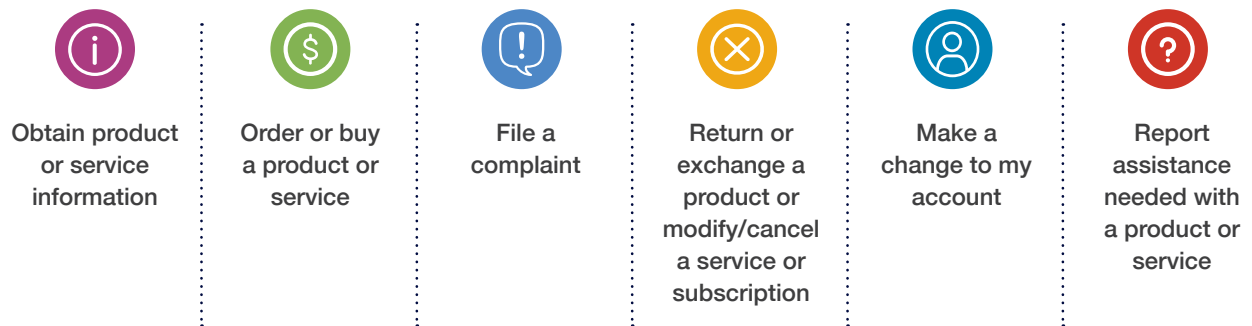 i
$
!
?
Obtain product
or service
information
Order or buy
a product or
service
File a
complaint
Return or
exchange a
product or
modify/cancel
a service or
subscription
Make a
change to my
account
Report
assistance
needed with
a product or
service